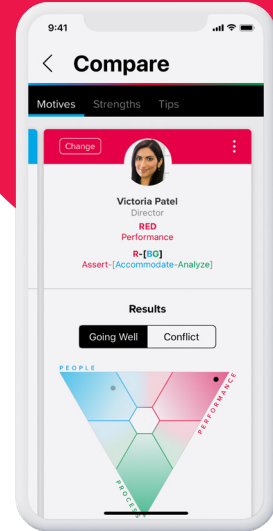 9:41
Compare
Motives Strengths Tips
Change
Victoria Patel
Director
RED
Performance
R-[BG]
Assert-[Accommodate-Analyze]
Results
Going Well Conflict
PEOPLE
PERFORMANCE
PROCESS